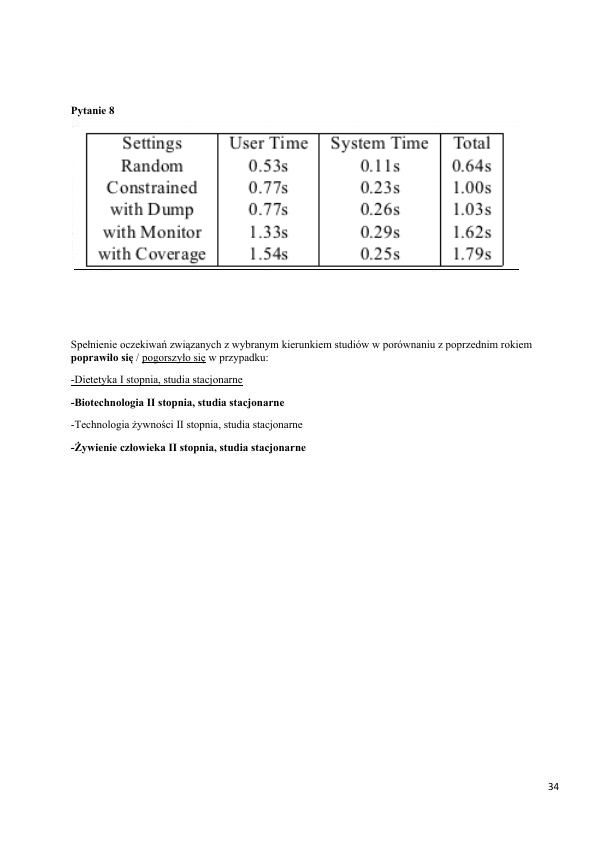 Pytanie 8
Settings User Time System Time Total
Random 0.53s 0.11s 0.64s
Constrained 0.77s 0.23s 1.00s
with Dump 0.77s 0.26s 1.03s
with Monitor 1.33s 0.29s 1.62s
with Coverage 1.54s 0.25s 1.79s
Spełnienie oczekiwań związanych z wybranym kierunkiem studiów w porównaniu z poprzednim rokiem
poprawiło się / pogorszyło się w przypadku:
-Dietetyka I stopnia, studia stacjonarne
-Biotechnologia II stopnia, studia stacjonarne
-Technologia żywności II stopnia, studia stacjonarne
-Żywienie człowieka II stopnia, studia stacjonarne
34